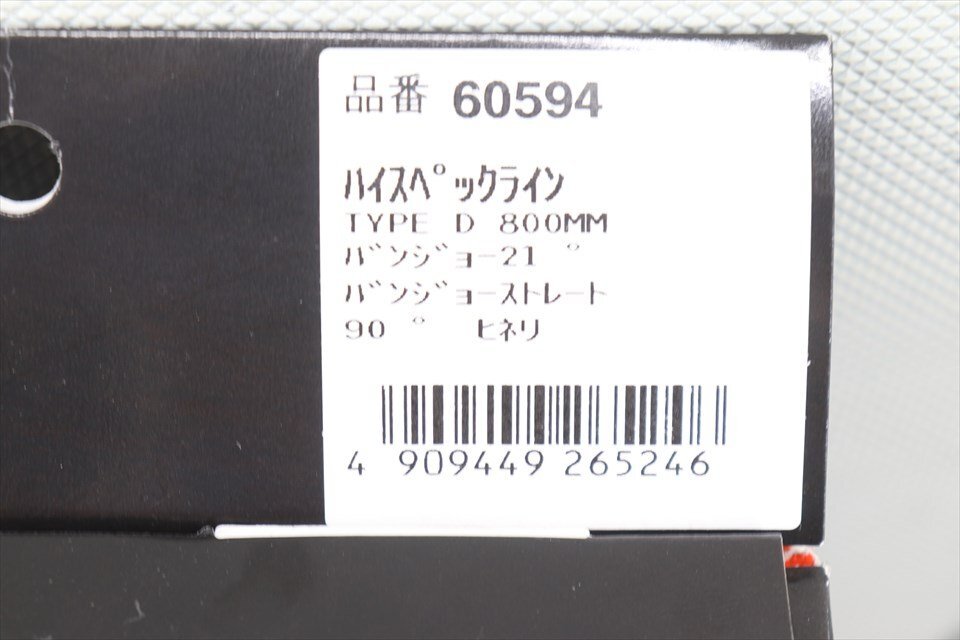 品番 60594
ﾊｲｽﾍﾟｯｸﾗｲﾝ
TYPE D 800MM
ﾊﾞﾝｼﾞｮｰ21 ﾟ
ﾊﾞﾝｼﾞｮｰｽﾄﾚｰﾄ
90 ﾟ ﾋﾈﾘ
4 909449 265246